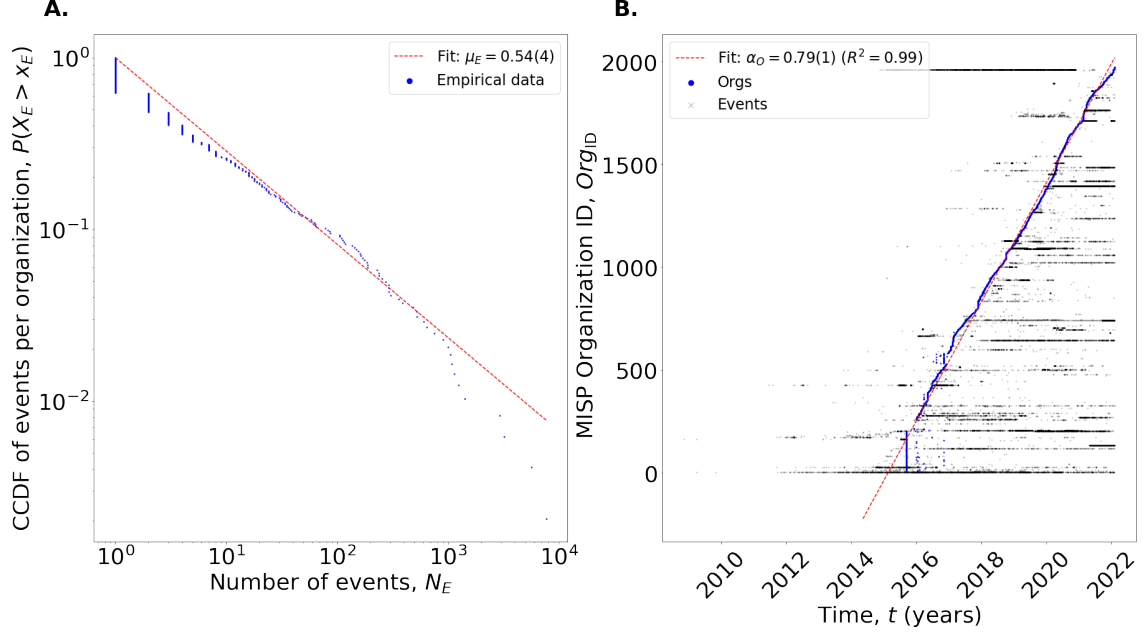 A.
CCDF of events per organization, P(X_E > x_E)
10^0
10^-1
10^-2
Fit: μ_E = 0.54(4)
Empirical data
10^0 10^1 10^2 10^3 10^4
Number of events, N_E
B.
MISP Organization ID, Org_ID
2000
1500
1000
500
0
Fit: α_O = 0.79(1) (R^2 = 0.99)
Orgs
Events
2010 2012 2014 2016 2018 2020 2022
Time, t (years)